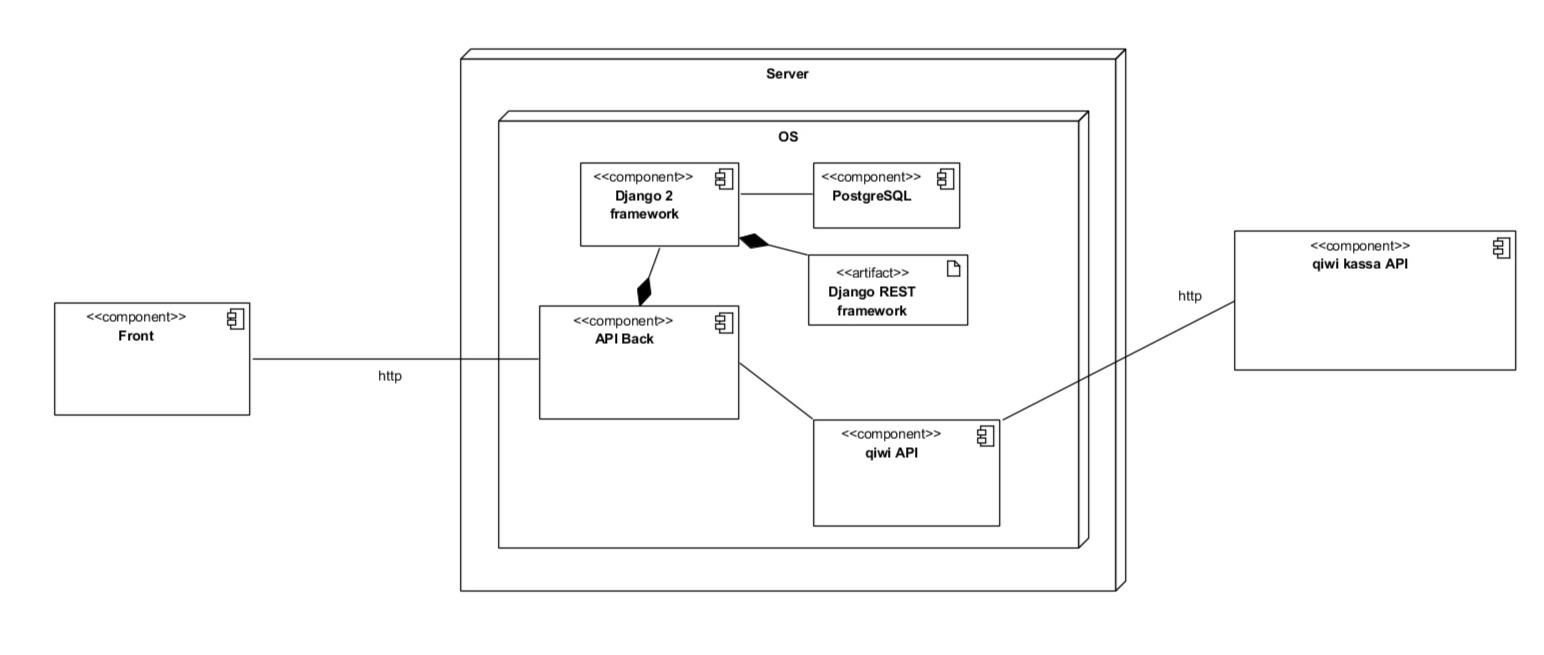 Server
OS
<<component>>
Django 2
framework
<<component>>
PostgreSQL
<<artifact>>
Django REST
framework
<<component>>
qiwi kassa API
http
<<component>>
Front
http
<<component>>
API Back
<<component>>
qiwi API